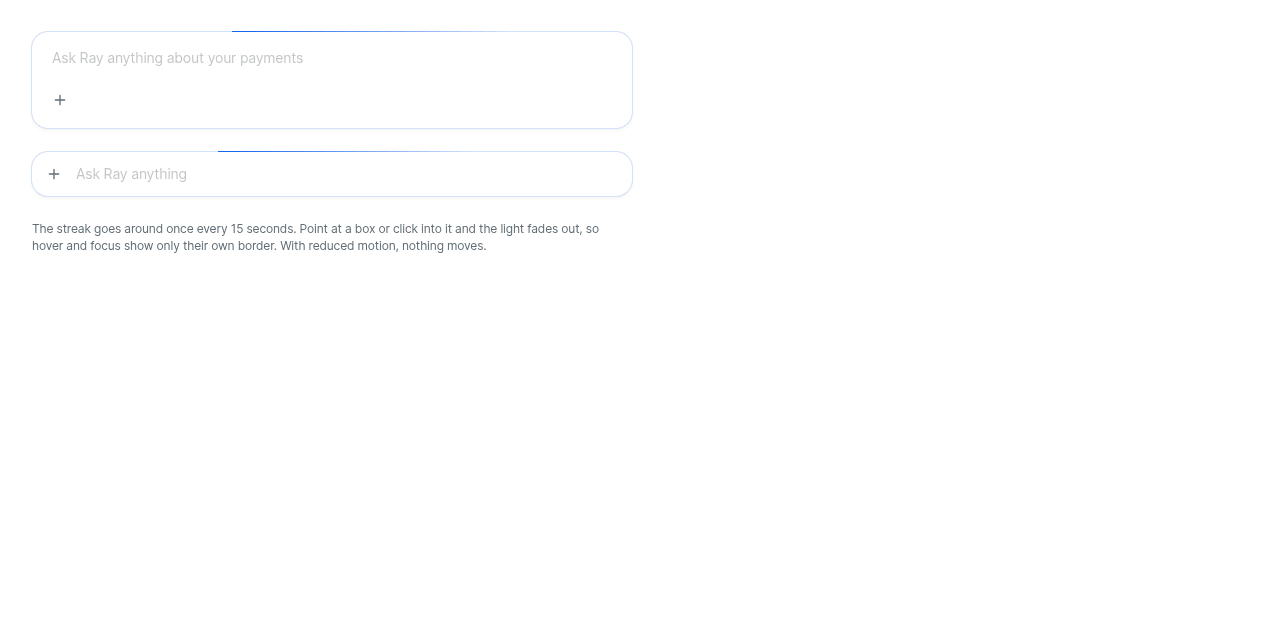 Ask Ray anything about your payments
Ask Ray anything
The streak goes around once every 15 seconds. Point at a box or click into it and the light fades out, so
hover and focus show only their own border. With reduced motion, nothing moves.